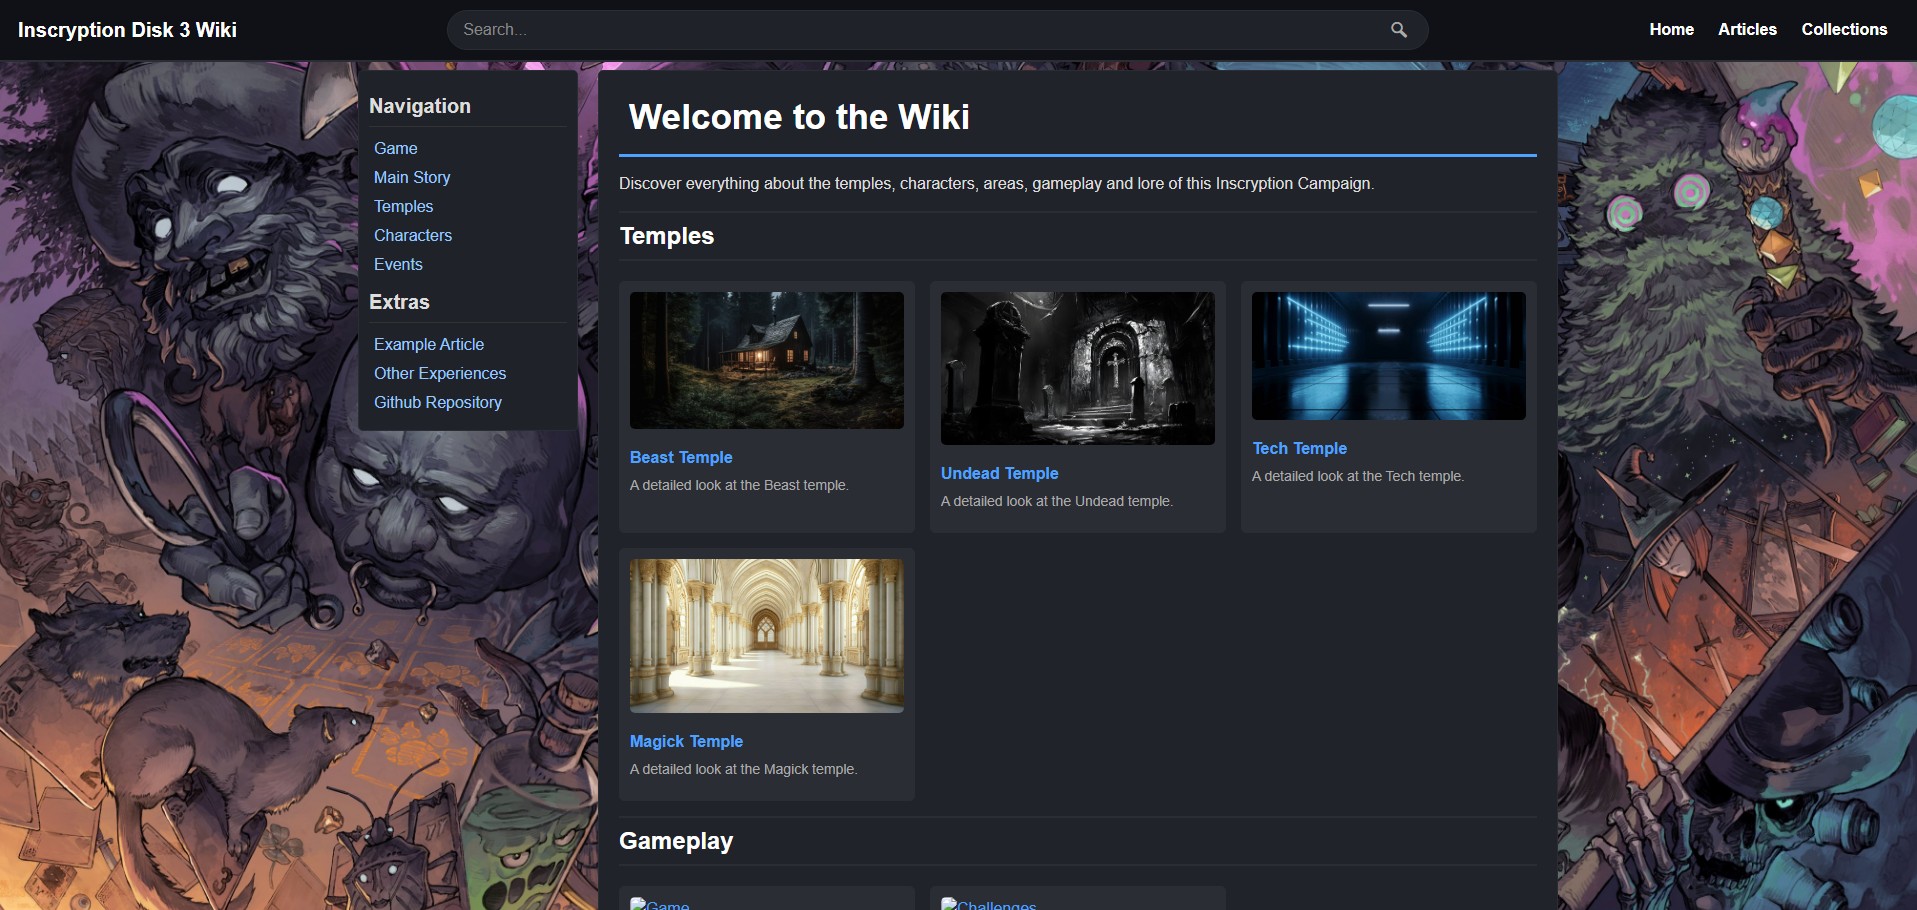 Inscryption Disk 3 Wiki
Search...
Home Articles Collections
Navigation
Game
Main Story
Temples
Characters
Events
Extras
Example Article
Other Experiences
Github Repository
Welcome to the Wiki
Discover everything about the temples, characters, areas, gameplay and lore of this Inscryption Campaign.
Temples
Beast Temple
A detailed look at the Beast temple.
Undead Temple
A detailed look at the Undead temple.
Tech Temple
A detailed look at the Tech temple.
Magick Temple
A detailed look at the Magick temple.
Gameplay
Game
Challenges